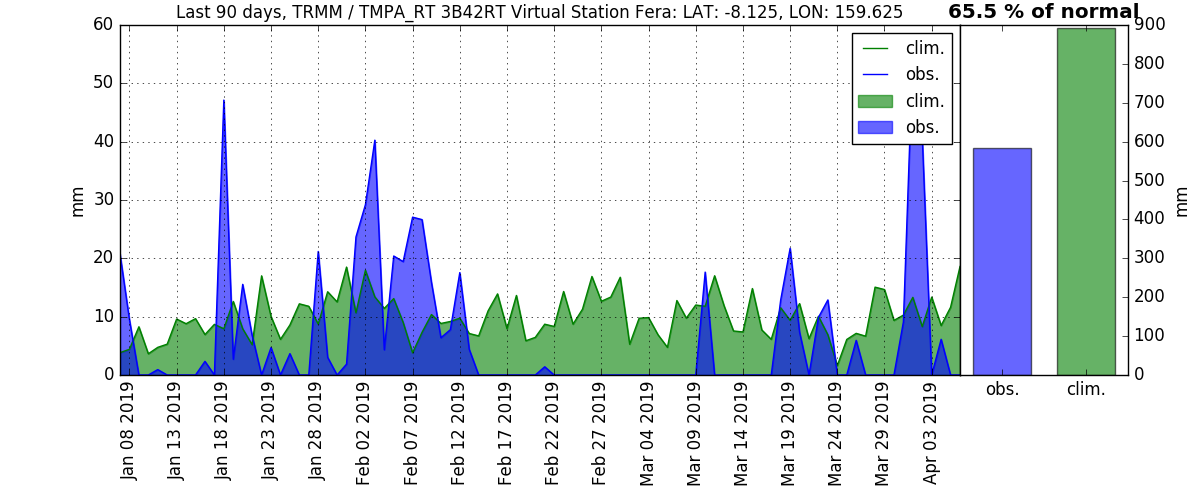 Last 90 days, TRMM / TMPA_RT 3B42RT Virtual Station Fera: LAT: -8.125, LON: 159.625
65.5 % of normal
60
50
40
30
20
10
0
mm
clim.
obs.
clim.
obs.
Jan 08 2019
Jan 13 2019
Jan 18 2019
Jan 23 2019
Jan 28 2019
Feb 02 2019
Feb 07 2019
Feb 12 2019
Feb 17 2019
Feb 22 2019
Feb 27 2019
Mar 04 2019
Mar 09 2019
Mar 14 2019
Mar 19 2019
Mar 24 2019
Mar 29 2019
Apr 03 2019
900
800
700
600
500
400
300
200
100
0
mm
obs.
clim.